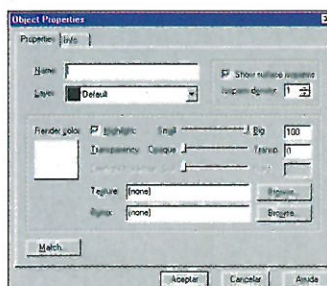 Object Properties
Properties Info
Name:
Layer: Default
Show surface isoparms
Isoparm density: 1
Render color Highlight: Small Big 100
Transparency: Opaque Transp. 0
Texture: (none) Browse...
Bump: (none) Browse...
Match...
Aceptar Cancelar Ayuda